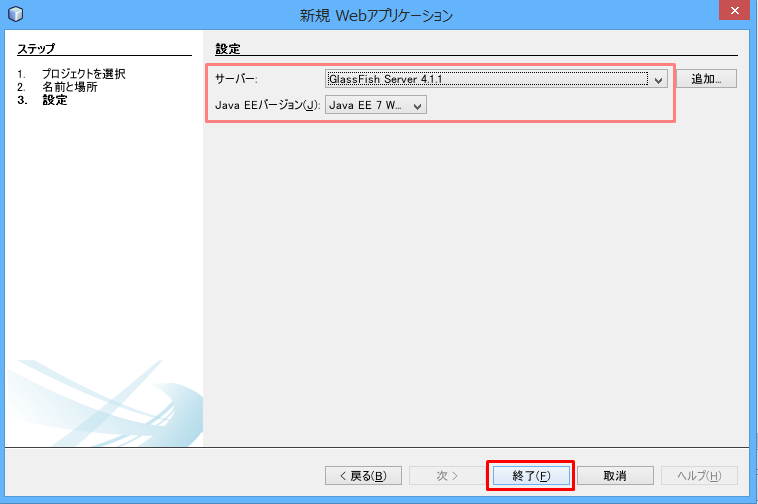 新規 Webアプリケーション
ステップ
1. プロジェクトを選択
2. 名前と場所
3. 設定
設定
サーバー: GlassFish Server 4.1.1 追加...
Java EEバージョン(J): Java EE 7 W...
< 戻る(B) 次 > 終了(F) 取消 ヘルプ(H)